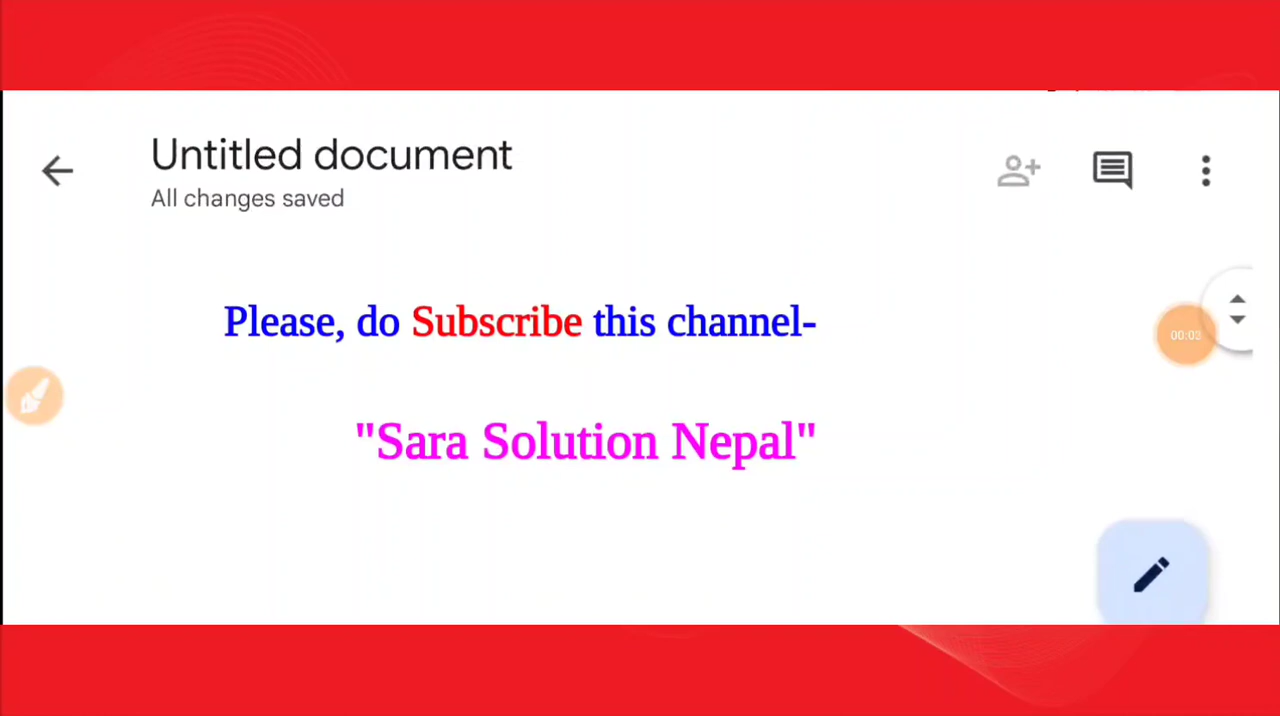 Untitled document
All changes saved
Please, do Subscribe this channel-
00:03
"Sara Solution Nepal"